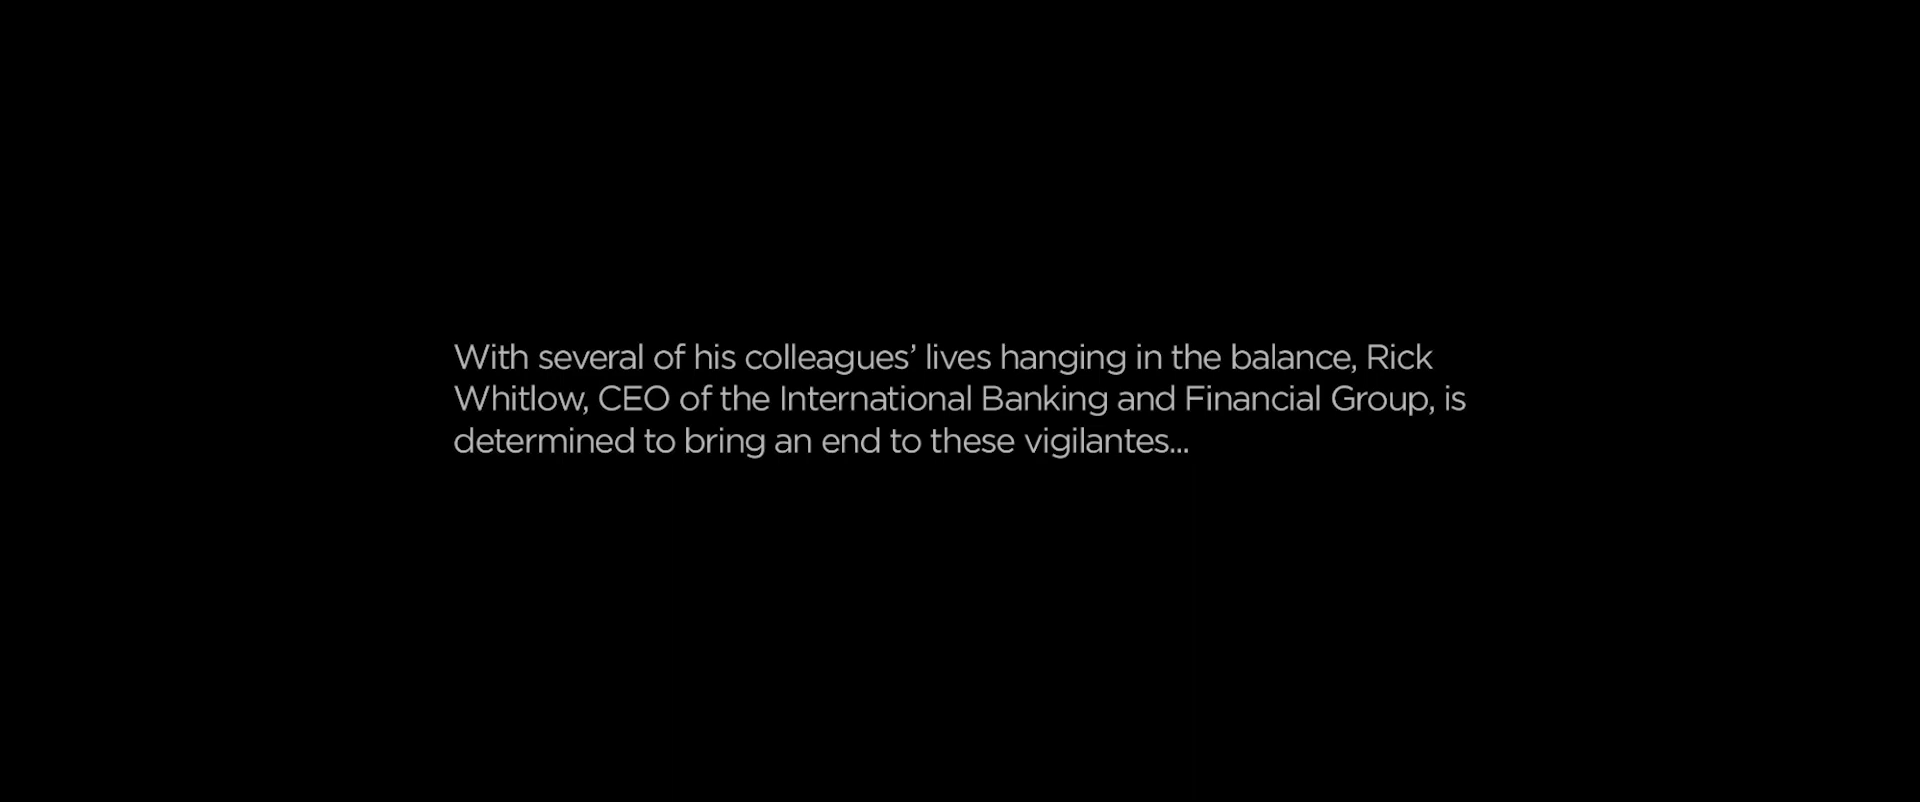 With several of his colleagues’ lives hanging in the balance, Rick
Whitlow, CEO of the International Banking and Financial Group, is
determined to bring an end to these vigilantes...